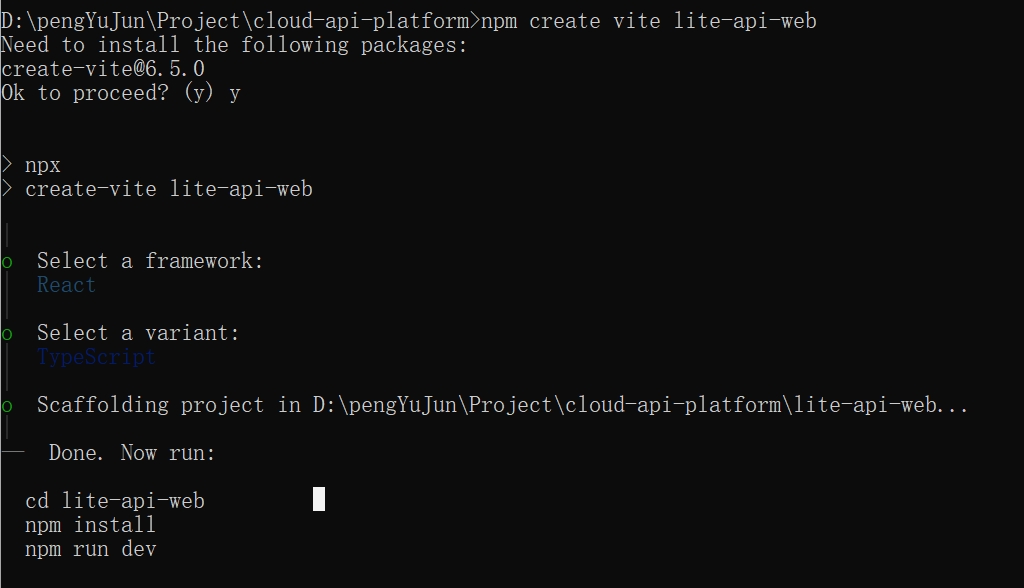 D:\pengYuJun\Project\cloud-api-platform>npm create vite lite-api-web
Need to install the following packages:
create-vite@6.5.0
Ok to proceed? (y) y
> npx
> create-vite lite-api-web
o  Select a framework:
React
o  Select a variant:
TypeScript
o  Scaffolding project in D:\pengYuJun\Project\cloud-api-platform\lite-api-web...
Done. Now run:
cd lite-api-web
npm install
npm run dev